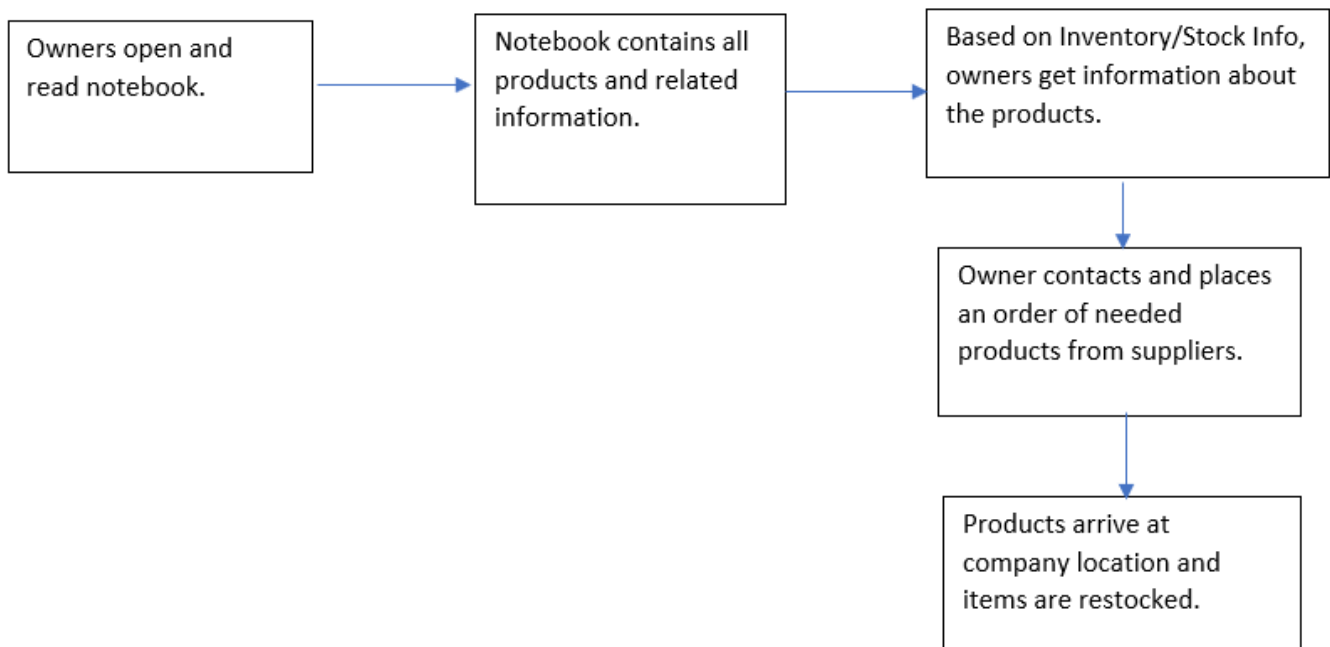 Owners open and
read notebook.
Notebook contains all
products and related
information.
Based on Inventory/Stock Info,
owners get information about
the products.
Owner contacts and places
an order of needed
products from suppliers.
Products arrive at
company location and
items are restocked.